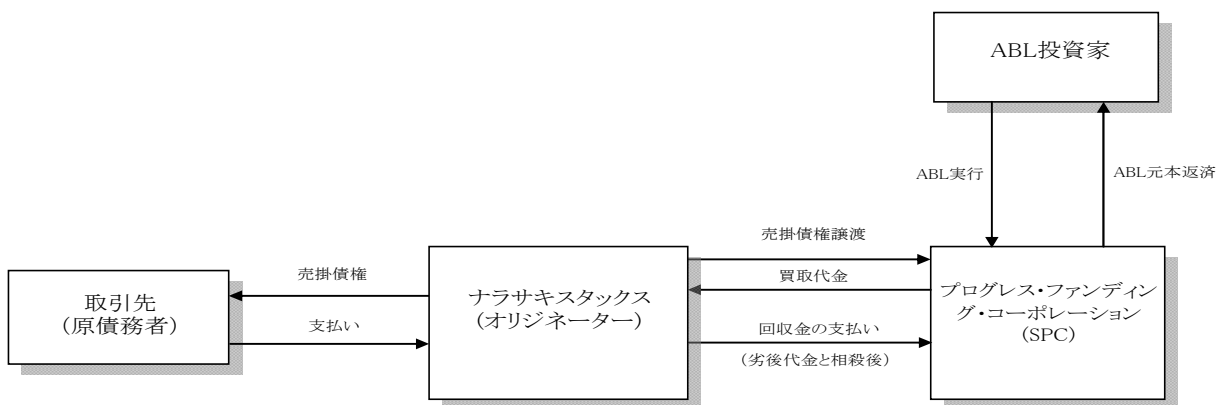 ABL投資家
ABL実行
ABL元本返済
売掛債権譲渡
売掛債権
買取代金
取引先
(原債務者)
ナラサキスタックス
(オリジネーター)
プログレス・ファンディン
グ・コーポレーション
(SPC)
支払い
回収金の支払い
(劣後代金と相殺後)